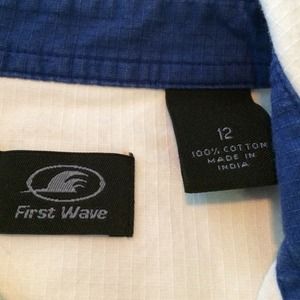 12
100% COTTON
MADE IN
INDIA
First Wave